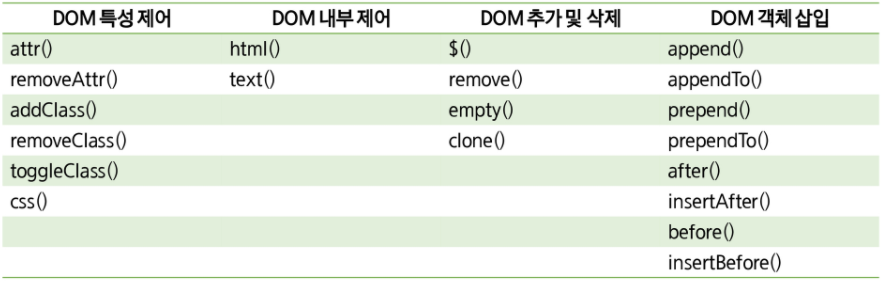 DOM 특성 제어 DOM 내부 제어 DOM 추가 및 삭제 DOM 객체 삽입
attr() html() $() append()
removeAttr() text() remove() appendTo()
addClass() empty() prepend()
removeClass() clone() prependTo()
toggleClass() after()
css() insertAfter()
before()
insertBefore()